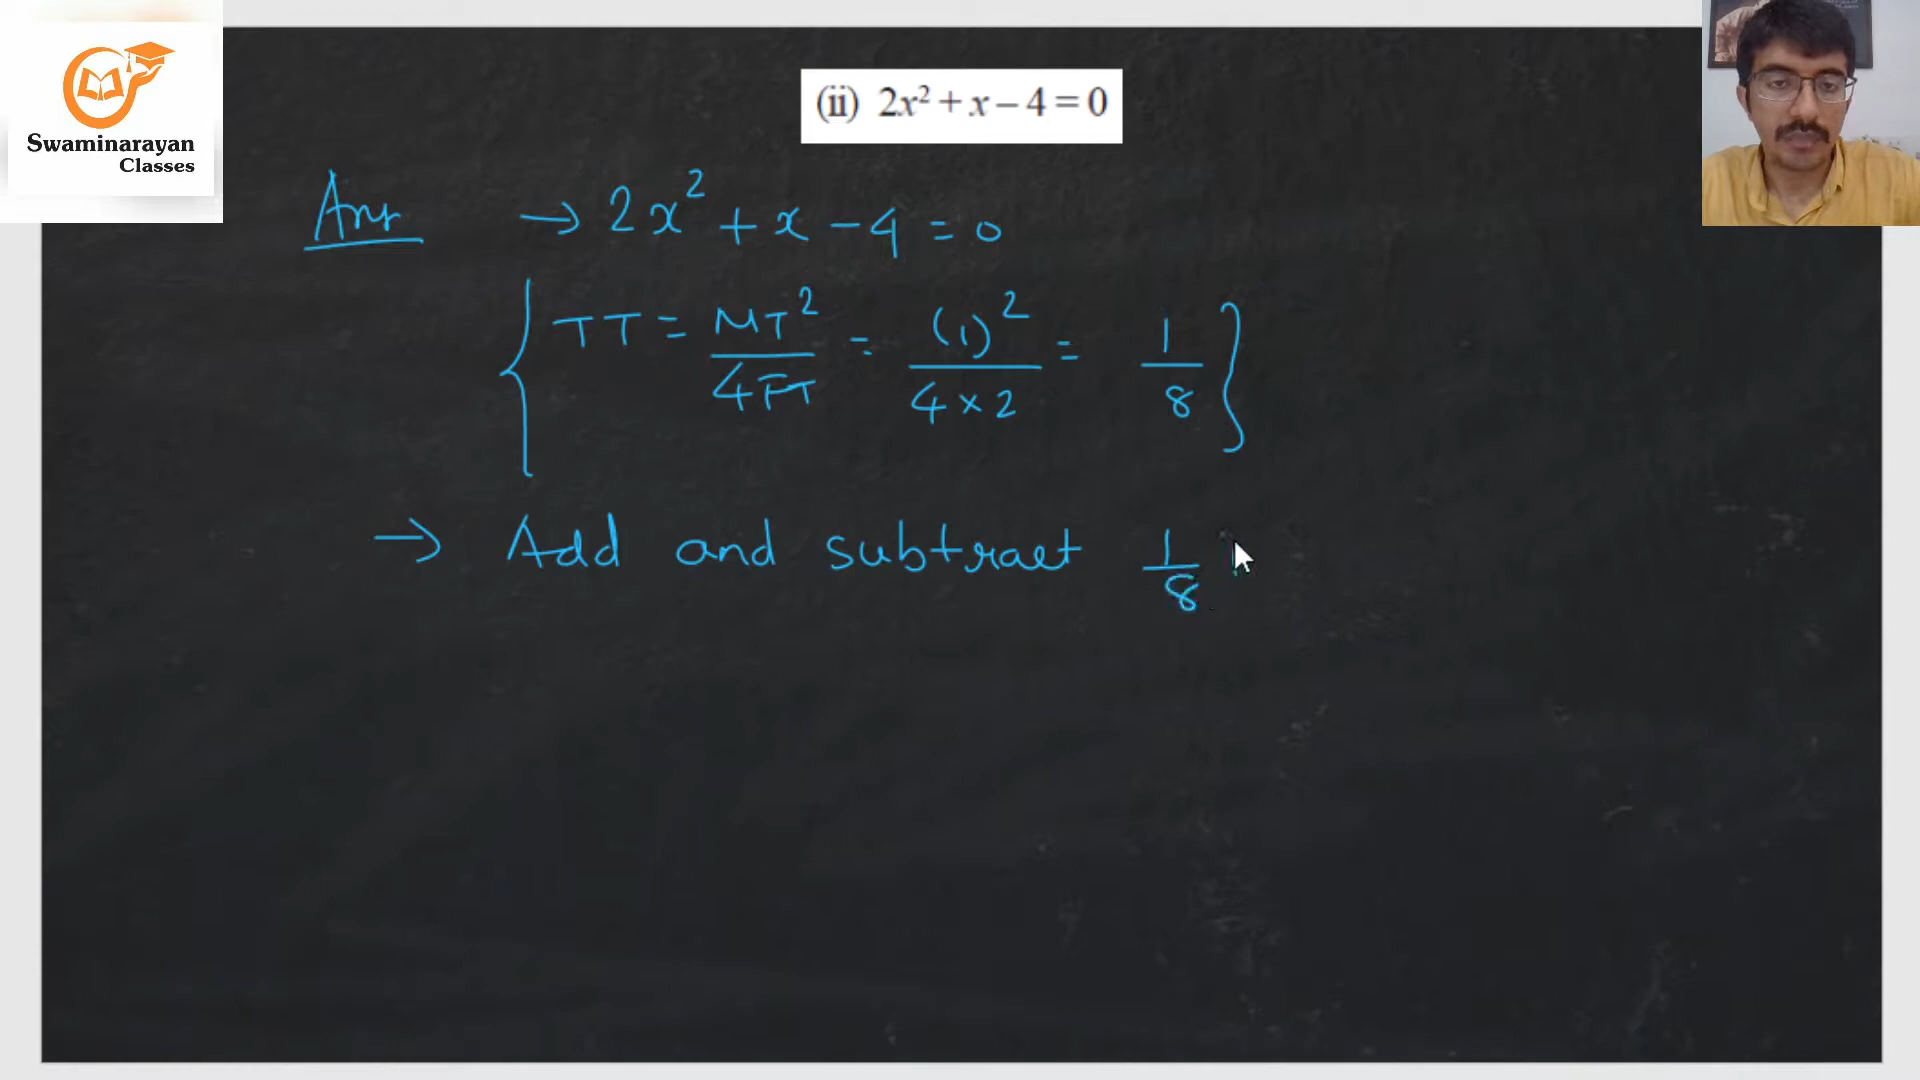 Swaminarayan
Classes
(ii) 2x² + x – 4 = 0
Ans → 2x² + x - 4 = 0
{ TT = MT²/4FT = (1)²/4×2 = 1/8 }
→ Add and subtract 1/8